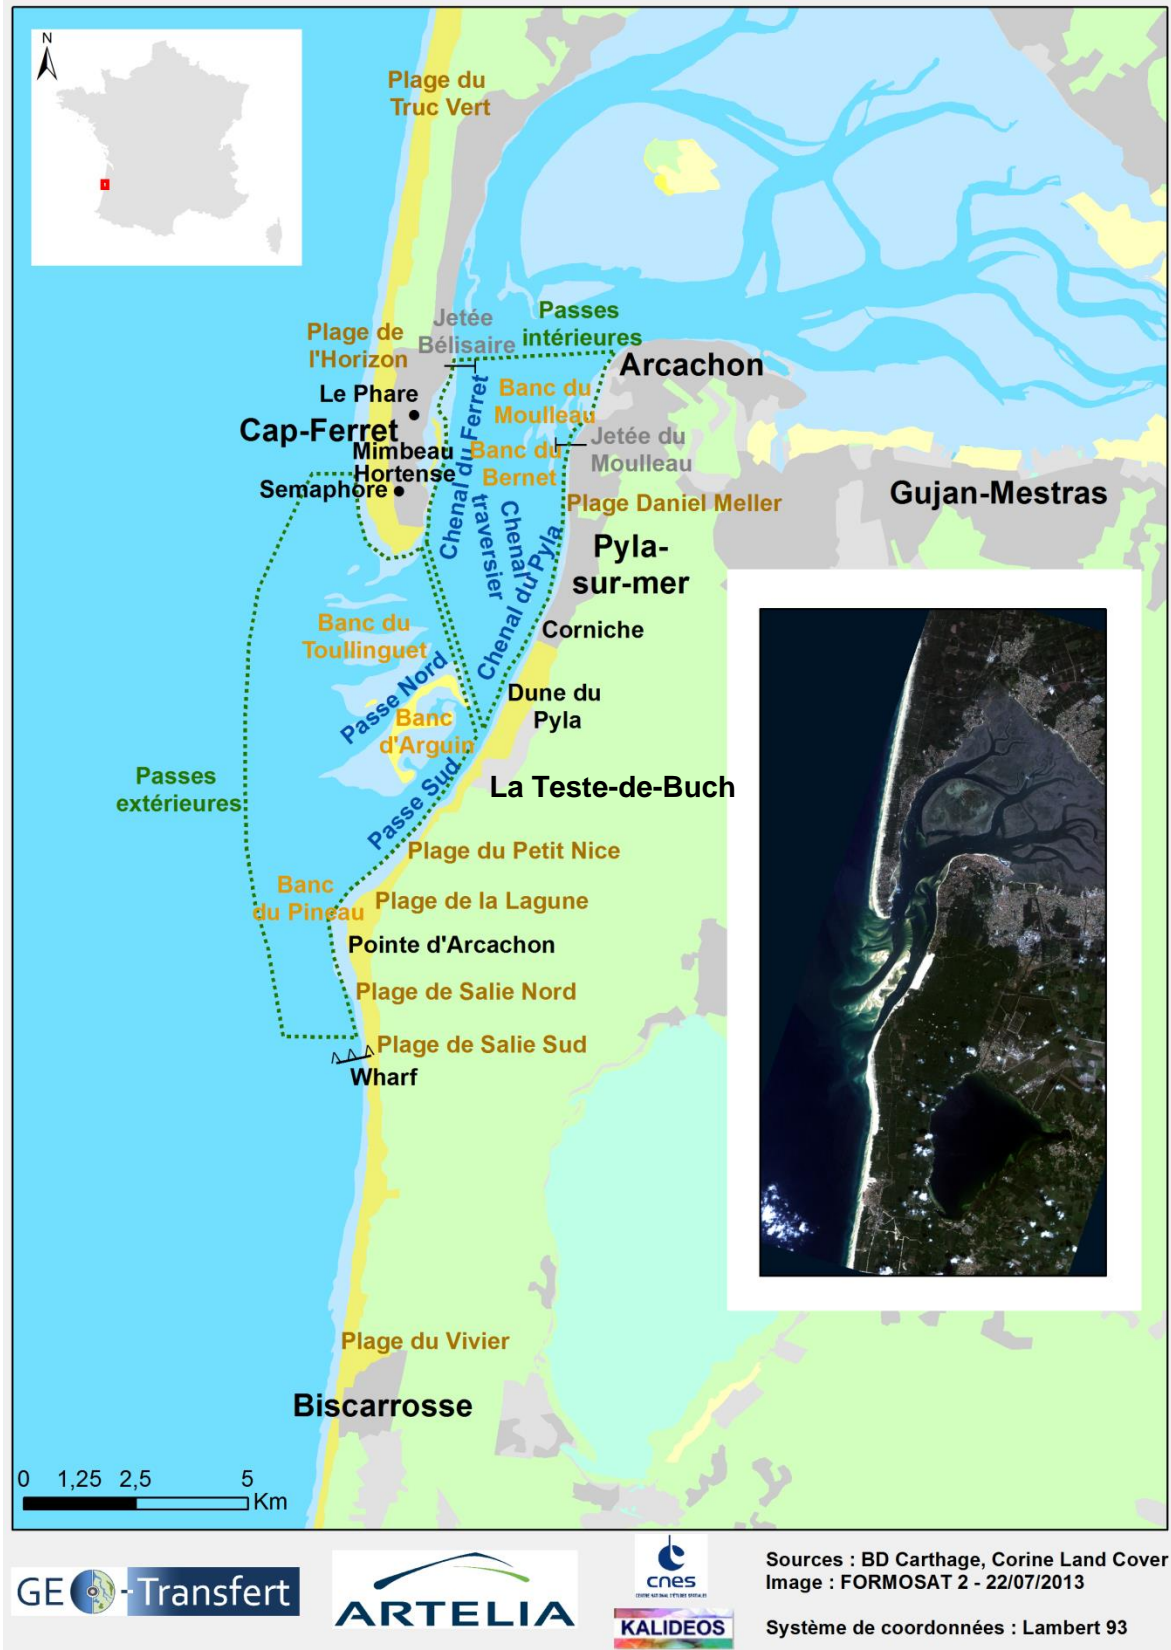 N
Plage du
Truc Vert
Passes
intérieures
Jetée
Bélisaire
Plage de
l'Horizon
Arcachon
Le Phare
Banc du
Moulleau
Cap-Ferret
Chenal du Ferret
Jetée du
Moulleau
Mimbeau
Hortense
Banc du
Bernet
Semaphore
Gujan-Mestras
Plage Daniel Meller
Chenal
traversier
Chenal du Pyla
Pyla-
sur-mer
Corniche
Banc du
Toullinguet
Passe Nord
Dune du
Pyla
Banc
d'Arguin
Passes
extérieures
La Teste-de-Buch
Passe Sud
Plage du Petit Nice
Banc
du Pineau
Plage de la Lagune
Pointe d'Arcachon
Plage de Salie Nord
Plage de Salie Sud
Wharf
Plage du Vivier
Biscarrosse
0 1,25 2,5 5
Km
GEO-Transfert
ARTELIA
cnes
CENTRE NATIONAL D'ÉTUDES SPATIALES
KALIDEOS
Sources : BD Carthage, Corine Land Cover
Image : FORMOSAT 2 - 22/07/2013
Système de coordonnées : Lambert 93